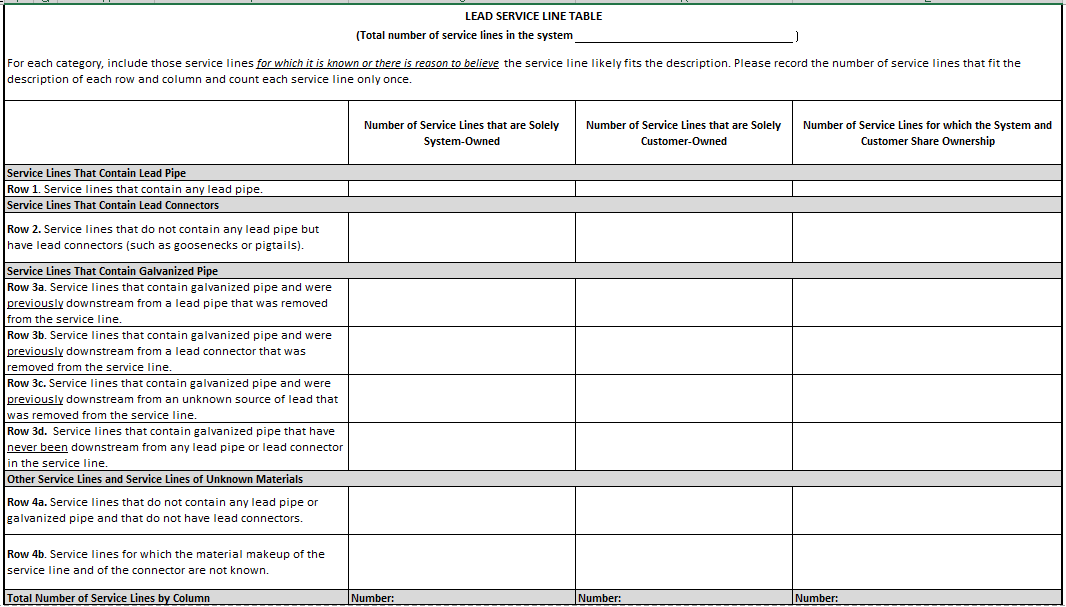 LEAD SERVICE LINE TABLE
(Total number of service lines in the system ______________________________ )
For each category, include those service lines for which it is known or there is reason to believe the service line likely fits the description. Please record the number of service lines that fit the
description of each row and column and count each service line only once.
Number of Service Lines that are Solely
System-Owned
Number of Service Lines that are Solely
Customer-Owned
Number of Service Lines for which the System and
Customer Share Ownership
Service Lines That Contain Lead Pipe
Row 1. Service lines that contain any lead pipe.
Service Lines That Contain Lead Connectors
Row 2. Service lines that do not contain any lead pipe but
have lead connectors (such as goosenecks or pigtails).
Service Lines That Contain Galvanized Pipe
Row 3a. Service lines that contain galvanized pipe and were
previously downstream from a lead pipe that was removed
from the service line.
Row 3b. Service lines that contain galvanized pipe and were
previously downstream from a lead connector that was
removed from the service line.
Row 3c. Service lines that contain galvanized pipe and were
previously downstream from an unknown source of lead that
was removed from the service line.
Row 3d. Service lines that contain galvanized pipe that have
never been downstream from any lead pipe or lead connector
in the service line.
Other Service Lines and Service Lines of Unknown Materials
Row 4a. Service lines that do not contain any lead pipe or
galvanized pipe and that do not have lead connectors.
Row 4b. Service lines for which the material makeup of the
service line and of the connector are not known.
Total Number of Service Lines by Column
Number:
Number:
Number: